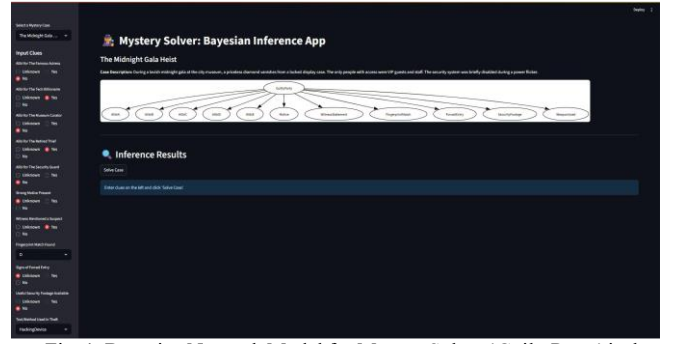 Deploy
Select a Mystery Case
The Midnight Gala ...
Input Clues
Alibi for The Famous Actress
Unknown Yes
No
Alibi for The Tech Billionaire
Unknown Yes
No
Alibi for The Museum Curator
Unknown Yes
No
Alibi for The Retired Thief
Unknown Yes
No
Alibi for The Security Guard
Unknown Yes
No
Strong Motive Present
Unknown Yes
No
Witness Mentioned a Suspect
Unknown Yes
No
Fingerprint Match Found
Signs of Forced Entry
Unknown Yes
No
Useful Security Footage Available
Unknown Yes
No
Tool/Method Used in Theft
HackingDevice
Mystery Solver: Bayesian Inference App
The Midnight Gala Heist
Case Description: During a lavish midnight gala at the city museum, a priceless diamond vanishes from a locked display case. The only people with access were VIP guests and staff. The security system was briefly disabled during a power flicker.
GuiltyParty
Motive WitnessStatement FingerprintMatch ForcedEntry SecurityFootage WeaponUsed
Inference Results
Solve Case
Enter clues on the left and click 'Solve Case'.